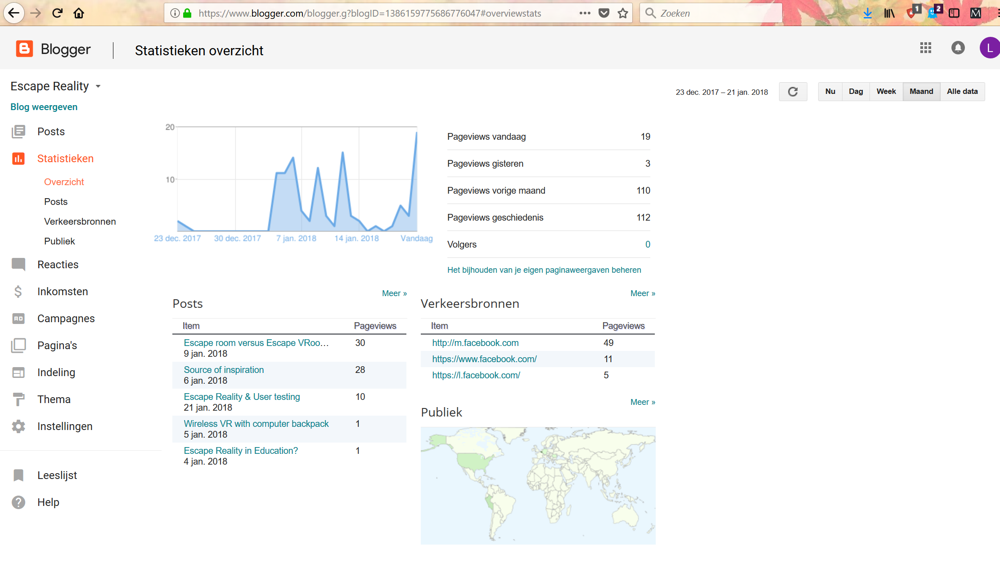 https://www.blogger.com/blogger.g?blogID=1386159775686776047#overviewstats
Zoeken
1
2
Blogger
Statistieken overzicht
L
Escape Reality
Blog weergeven
23 dec. 2017 – 21 jan. 2018
Nu
Dag
Week
Maand
Alle data
Posts
Statistieken
Overzicht
Posts
Verkeersbronnen
Publiek
Reacties
Inkomsten
Campagnes
Pagina's
Indeling
Thema
Instellingen
Leeslijst
Help
20
10
23 dec. 2017
30 dec. 2017
7 jan. 2018
14 jan. 2018
Vandaag
Pageviews vandaag 19
Pageviews gisteren 3
Pageviews vorige maand 110
Pageviews geschiedenis 112
Volgers 0
Het bijhouden van je eigen paginaweergaven beheren
Meer »
Posts
Item Pageviews
Escape room versus Escape VRoo… 30
9 jan. 2018
Source of inspiration 28
6 jan. 2018
Escape Reality & User testing 10
21 jan. 2018
Wireless VR with computer backpack 1
5 jan. 2018
Escape Reality in Education? 1
4 jan. 2018
Meer »
Verkeersbronnen
Item Pageviews
http://m.facebook.com 49
https://www.facebook.com/ 11
https://l.facebook.com/ 5
Meer »
Publiek